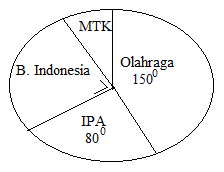 MTK
Olahraga
150⁰
B. Indonesia
IPA
80⁰